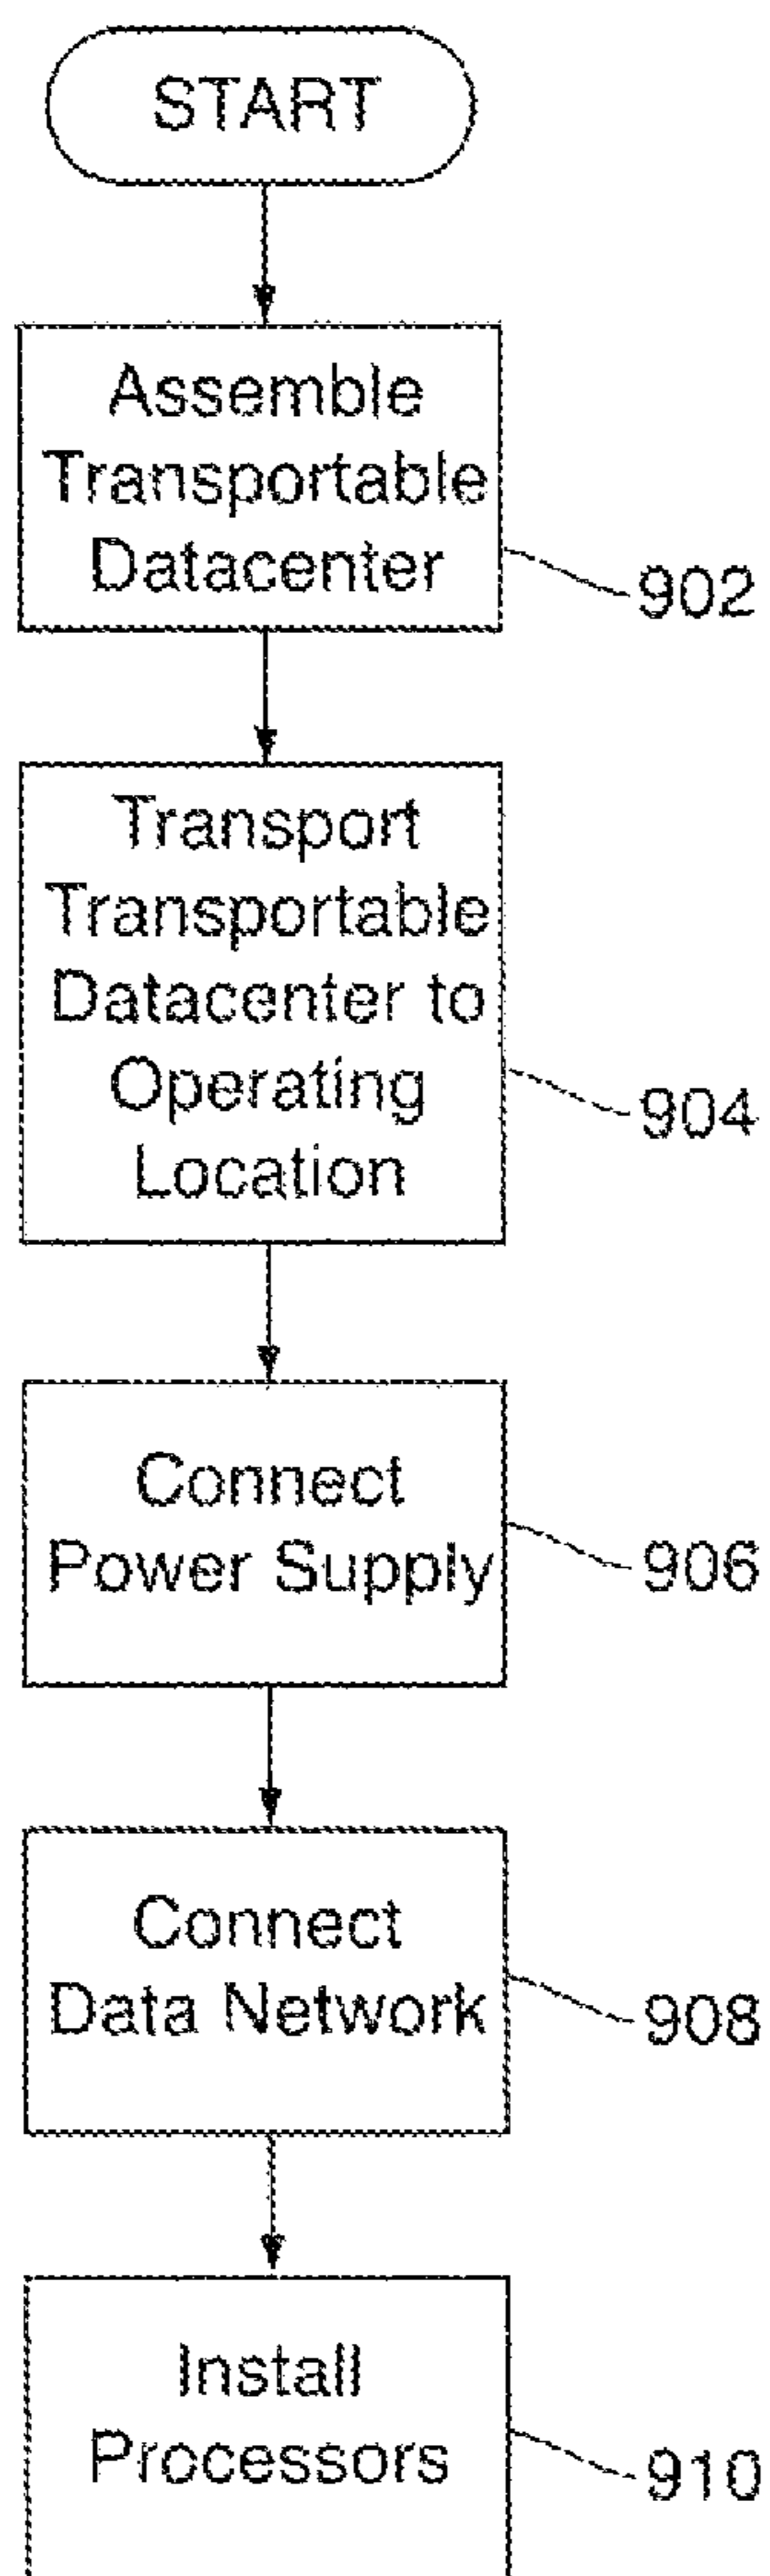 START
Assemble
Transportable
Datacenter
902
Transport
Transportable
Datacenter to
Operating
Location
904
Connect
Power Supply
906
Connect
Data Network
908
Install
Processors
910